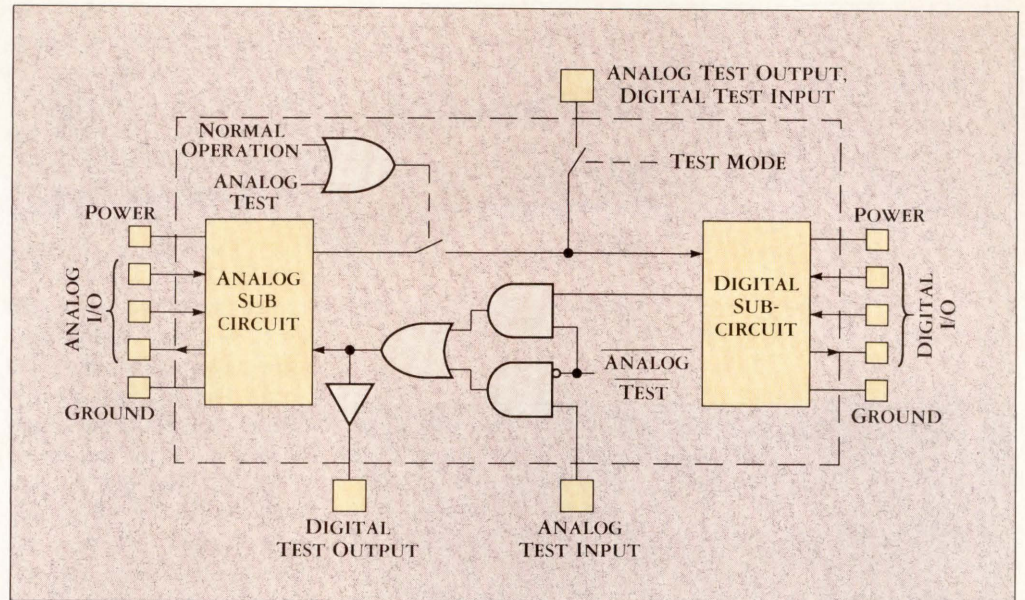 ANALOG TEST OUTPUT,
DIGITAL TEST INPUT
NORMAL
OPERATION
ANALOG
TEST
TEST MODE
POWER
ANALOG
I/O
GROUND
ANALOG
SUB
CIRCUIT
DIGITAL
SUB-
CIRCUIT
POWER
DIGITAL
I/O
GROUND
ANALOG
TEST
DIGITAL
TEST OUTPUT
ANALOG
TEST INPUT